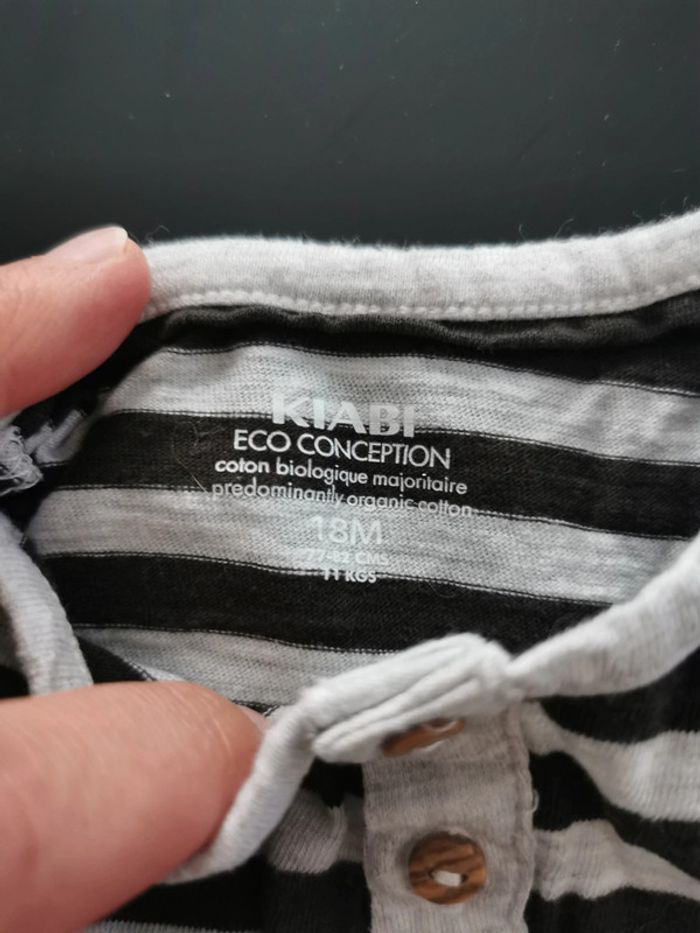 KIABI
ECO CONCEPTION
coton biologique majoritaire
predominantly organic cotton
18M
77-82 CMS
11 KGS